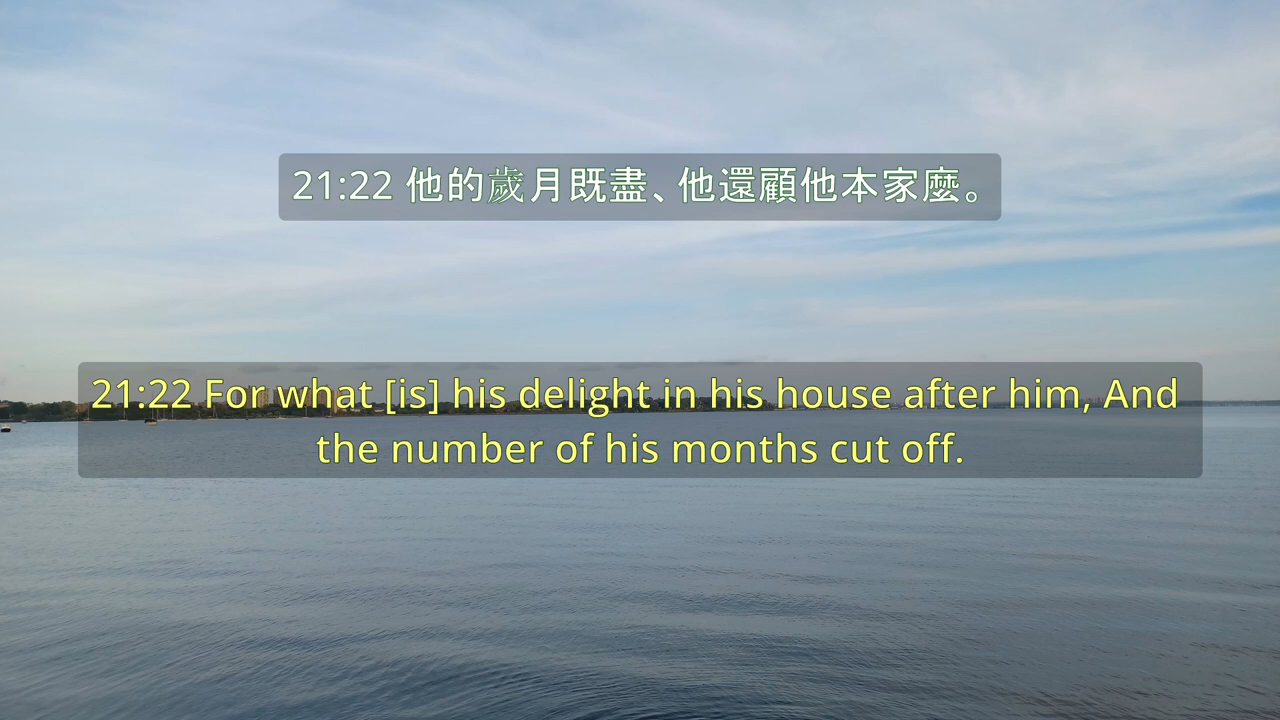 21:22 他的歲月既盡、他還顧他本家麼。
21:22 For what [is] his delight in his house after him, And
the number of his months cut off.